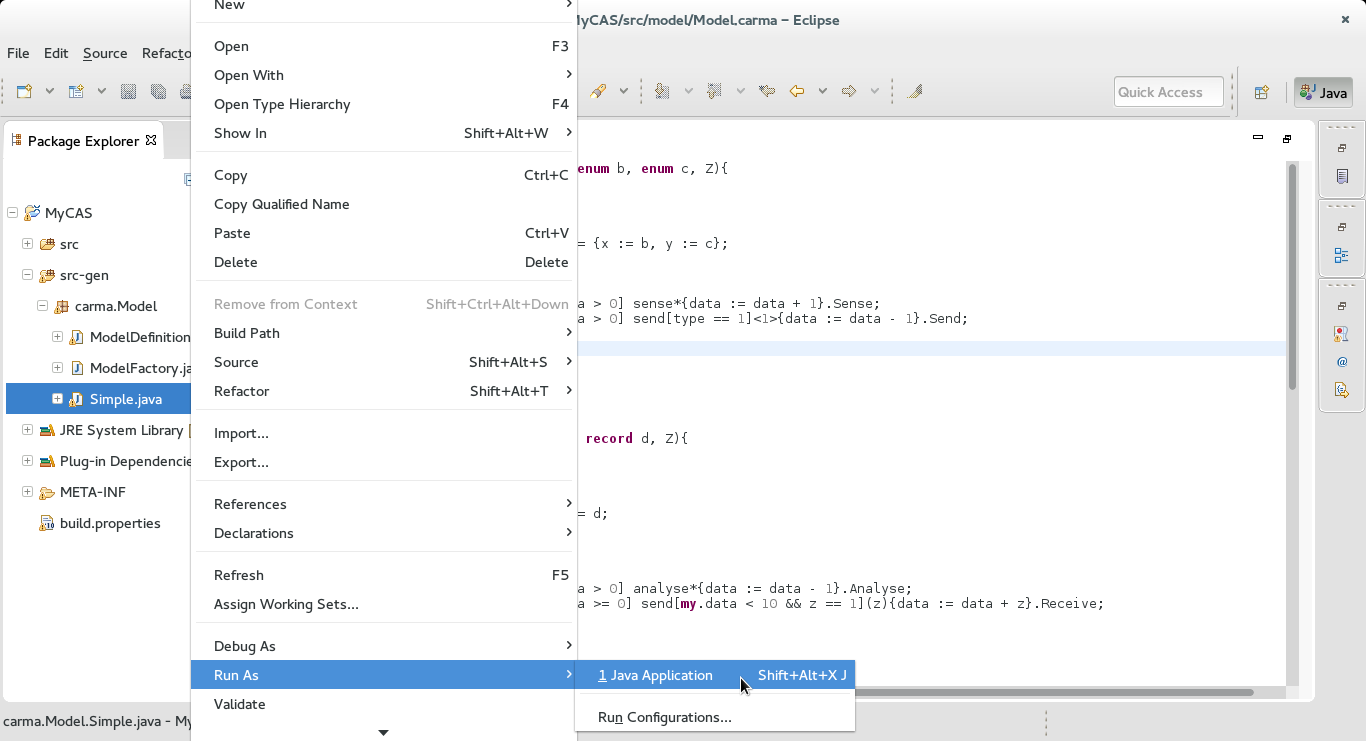 MyCAS/src/model/Model.carma – Eclipse
File Edit Source Refacto
Quick Access
Java
Package Explorer
MyCAS
src
src-gen
carma.Model
ModelDefinition
ModelFactory.ja
Simple.java
JRE System Library [
Plug-in Dependencie
META-INF
build.properties
New
Open F3
Open With
Open Type Hierarchy F4
Show In Shift+Alt+W
Copy Ctrl+C
Copy Qualified Name
Paste Ctrl+V
Delete Delete
Remove from Context Shift+Ctrl+Alt+Down
Build Path
Source Shift+Alt+S
Refactor Shift+Alt+T
Import...
Export...
References
Declarations
Refresh F5
Assign Working Sets...
Debug As
Run As
Validate
1 Java Application Shift+Alt+X J
Run Configurations...
enum b, enum c, Z){
= {x := b, y := c};
a > 0] sense*{data := data + 1}.Sense;
a > 0] send[type == 1]<1>{data := data - 1}.Send;
record d, Z){
= d;
a > 0] analyse*{data := data - 1}.Analyse;
a >= 0] send[my.data < 10 && z == 1](z){data := data + z}.Receive;
carma.Model.Simple.java - My